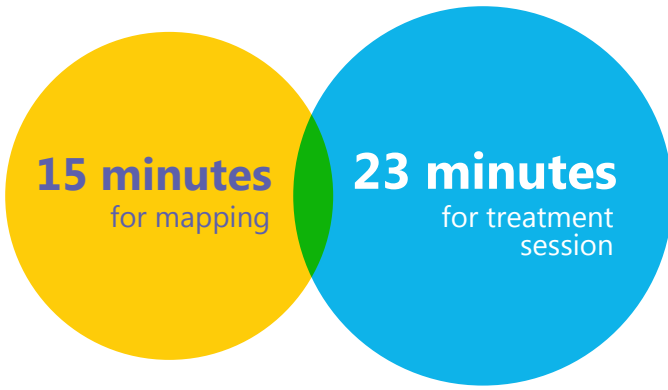 15 minutes
for mapping
23 minutes
for treatment
session